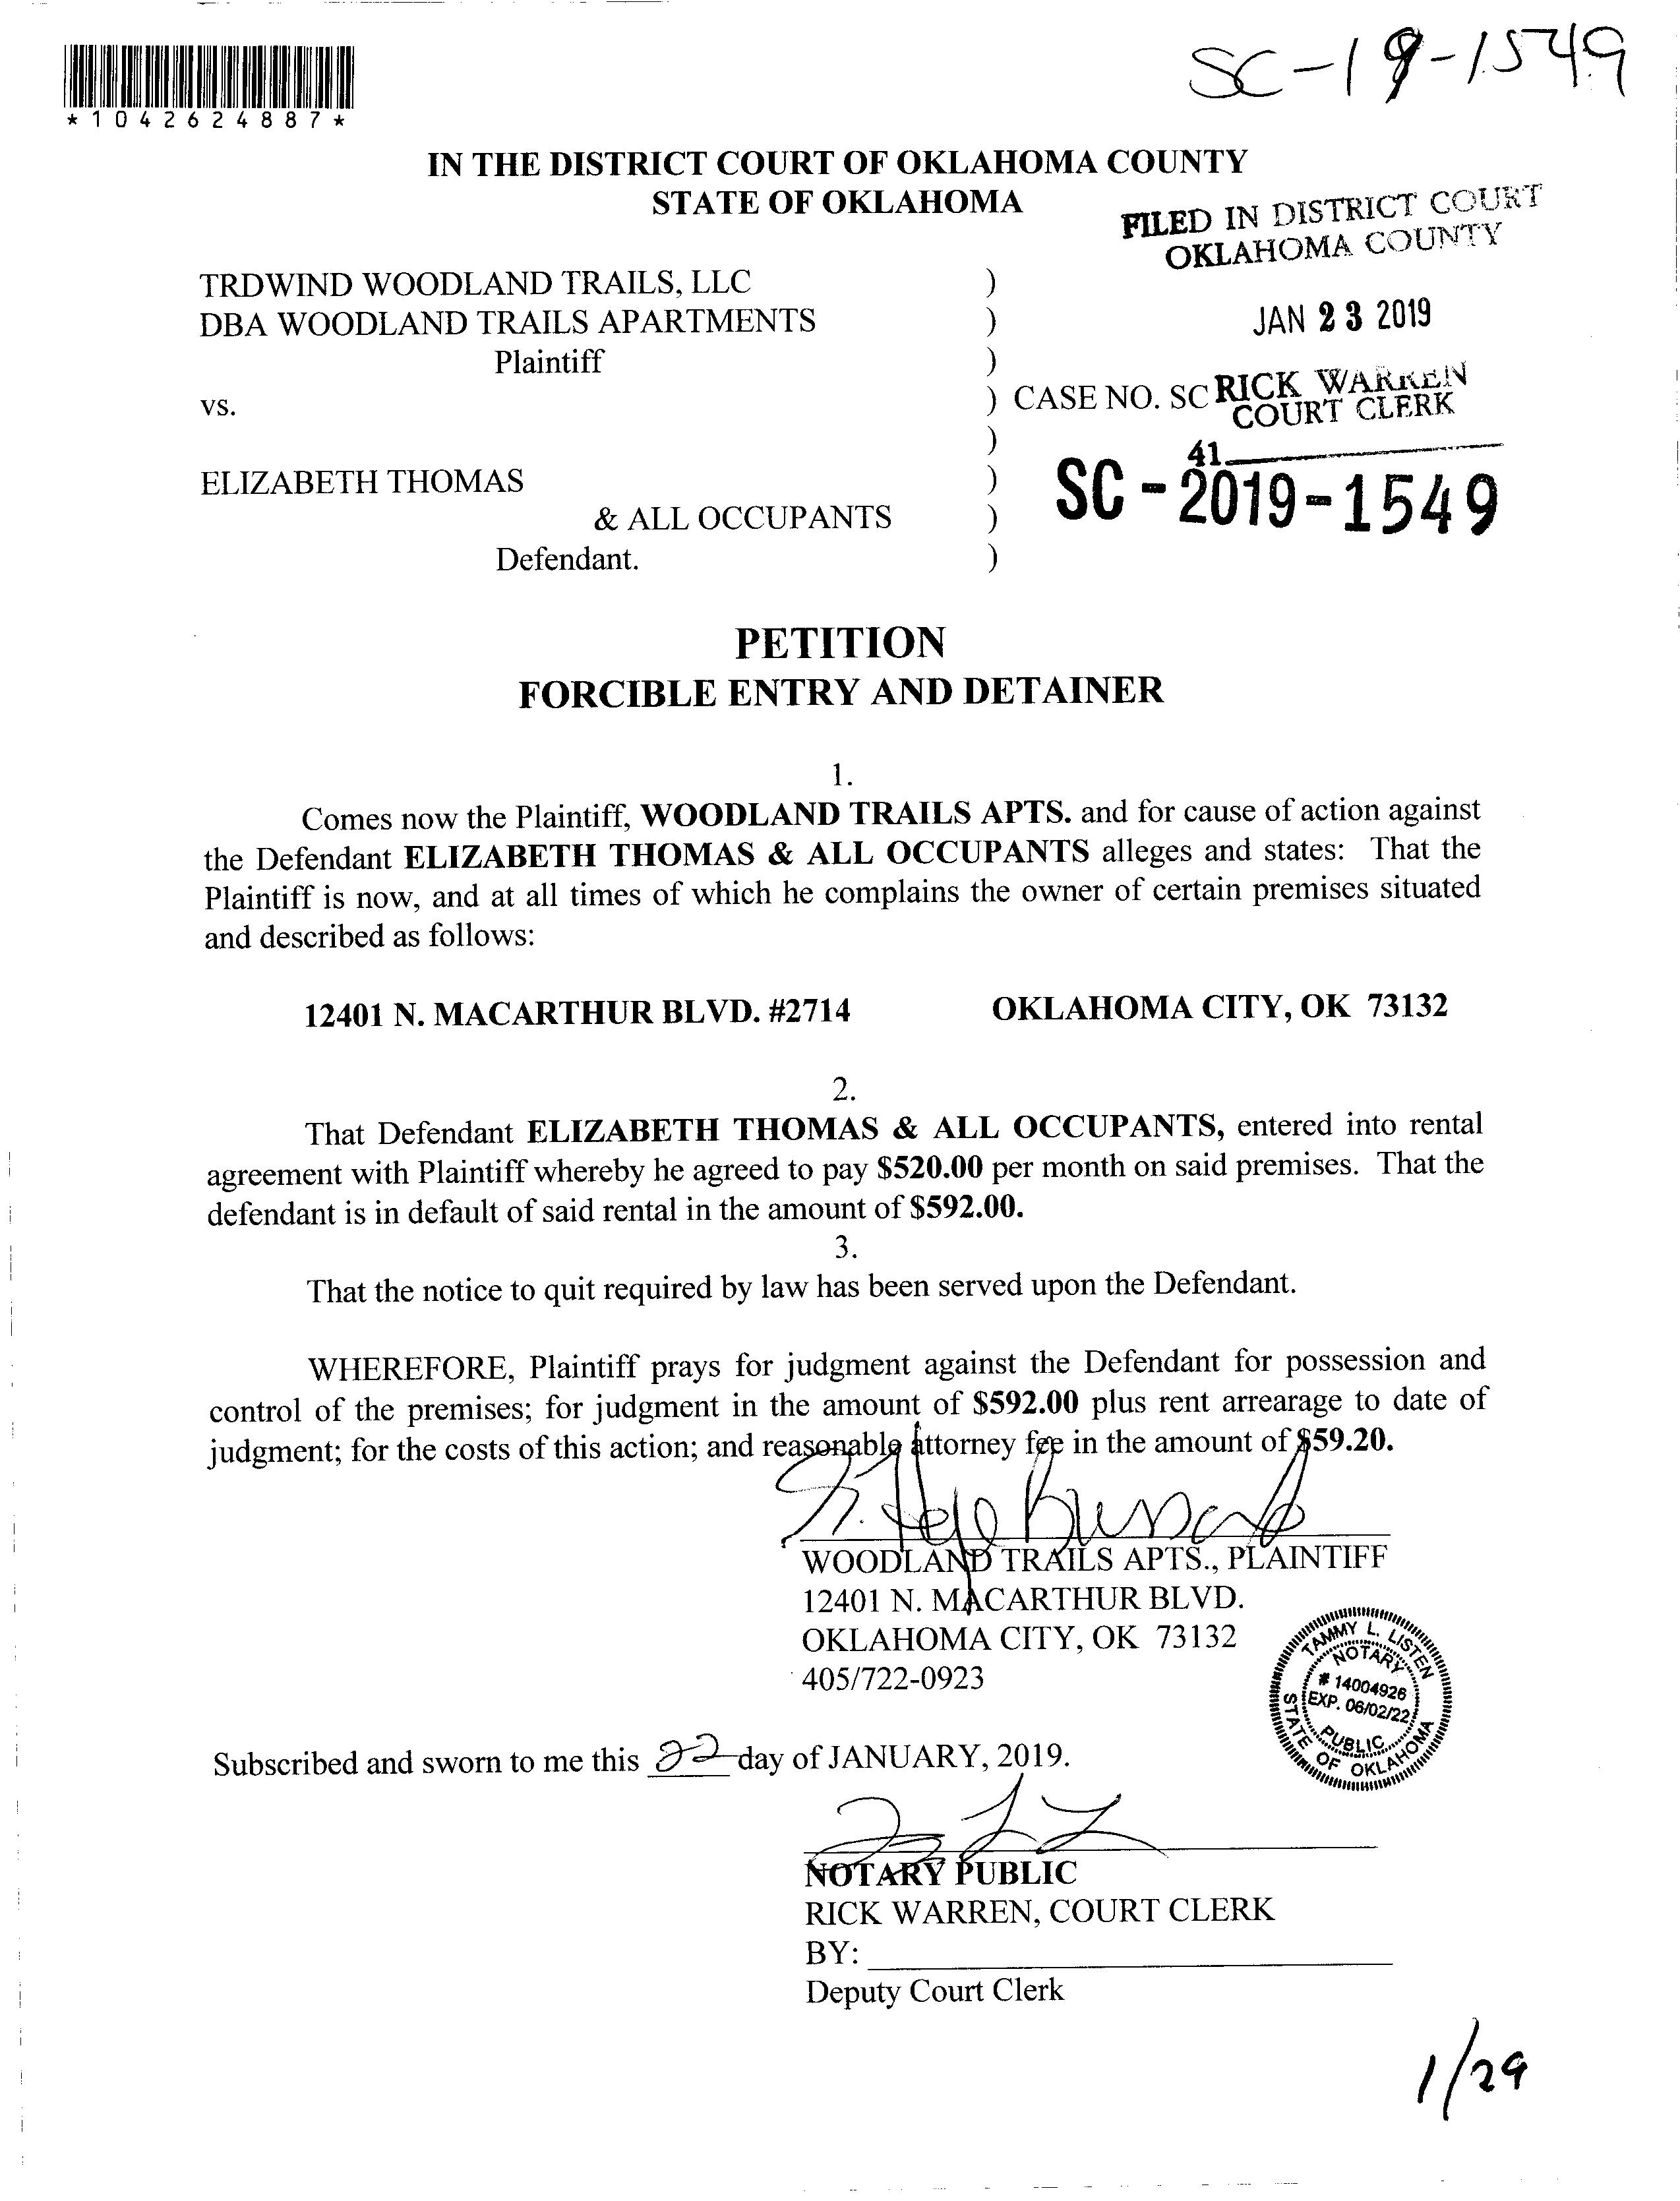 SC-19-1549
*1042624887*
IN THE DISTRICT COURT OF OKLAHOMA COUNTY
STATE OF OKLAHOMA
FILED IN DISTRICT COURT
OKLAHOMA COUNTY
JAN 23 2019
RICK WARREN
COURT CLERK
41
TRDWIND WOODLAND TRAILS, LLC )
DBA WOODLAND TRAILS APARTMENTS )
Plaintiff )
vs. ) CASE NO. SC
)
ELIZABETH THOMAS )
SC-2019-1549
& ALL OCCUPANTS )
Defendant. )
PETITION
FORCIBLE ENTRY AND DETAINER
1.
Comes now the Plaintiff, WOODLAND TRAILS APTS. and for cause of action against
the Defendant ELIZABETH THOMAS & ALL OCCUPANTS alleges and states: That the
Plaintiff is now, and at all times of which he complains the owner of certain premises situated
and described as follows:
12401 N. MACARTHUR BLVD. #2714 OKLAHOMA CITY, OK 73132
2.
That Defendant ELIZABETH THOMAS & ALL OCCUPANTS, entered into rental
agreement with Plaintiff whereby he agreed to pay $520.00 per month on said premises. That the
defendant is in default of said rental in the amount of $592.00.
3.
That the notice to quit required by law has been served upon the Defendant.
WHEREFORE, Plaintiff prays for judgment against the Defendant for possession and
control of the premises; for judgment in the amount of $592.00 plus rent arrearage to date of
judgment; for the costs of this action; and reasonable attorney fee in the amount of $59.20.
WOODLAND TRAILS APTS., PLAINTIFF
12401 N. MACARTHUR BLVD.
OKLAHOMA CITY, OK 73132
405/722-0923
TAMMY L. LISTEN
NOTARY
# 14004926
EXP. 06/02/22
PUBLIC
STATE OF OKLAHOMA
Subscribed and sworn to me this 22 day of JANUARY, 2019.
NOTARY PUBLIC
RICK WARREN, COURT CLERK
BY:
Deputy Court Clerk
1/29